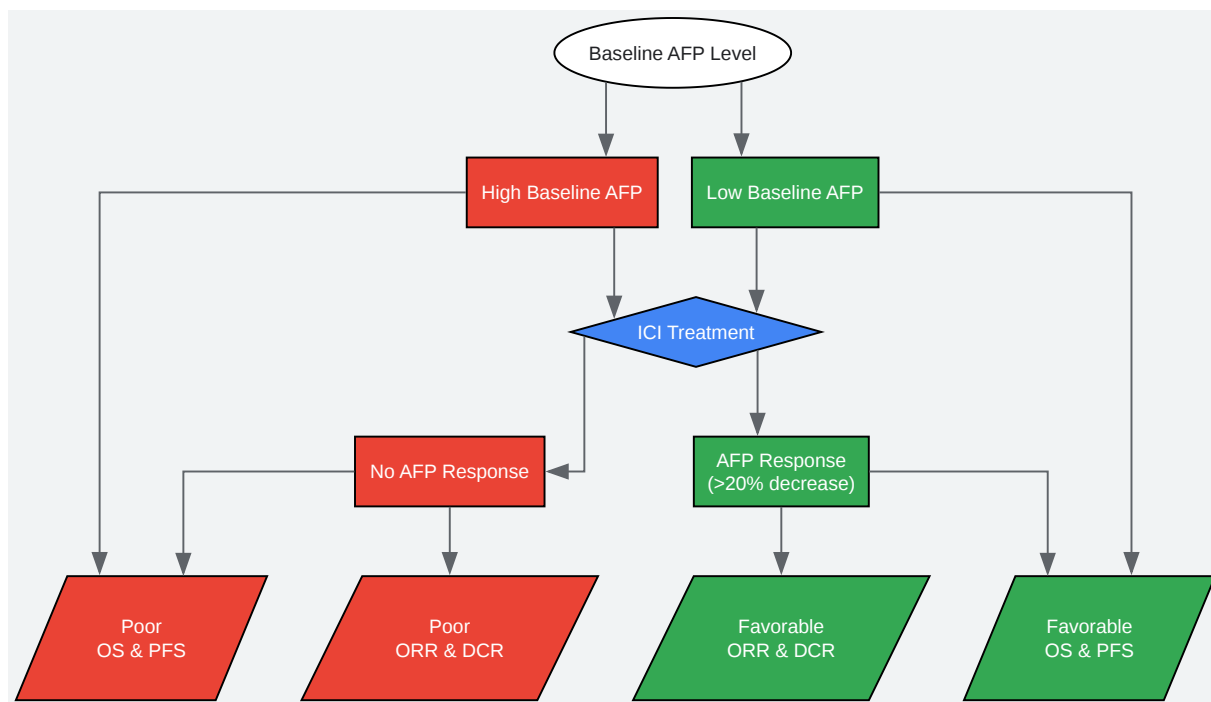 Baseline AFP Level
High Baseline AFP
Low Baseline AFP
ICI Treatment
No AFP Response
AFP Response
(>20% decrease)
Poor
OS & PFS
Poor
ORR & DCR
Favorable
ORR & DCR
Favorable
OS & PFS